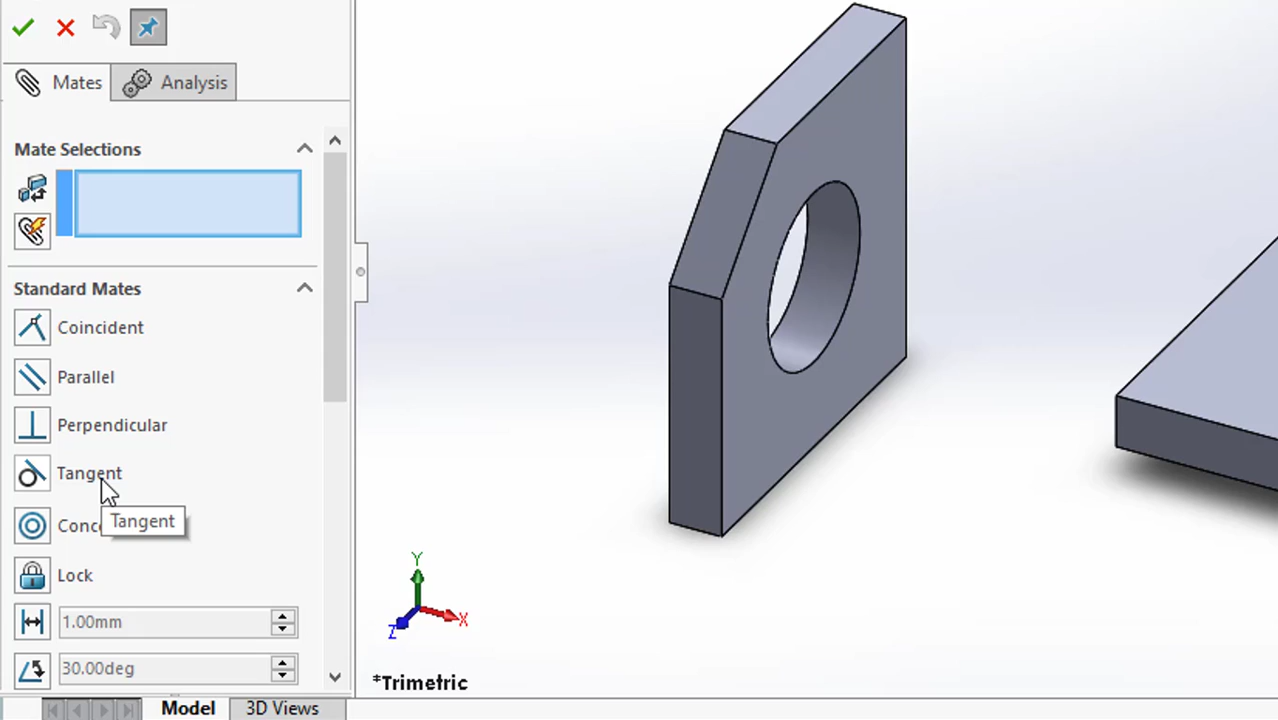 Mates
Analysis
Mate Selections
Standard Mates
Coincident
Parallel
Perpendicular
Tangent
Tangent
Conc
Lock
1.00mm
30.00deg
Y
X
Z
*Trimetric
Model
3D Views